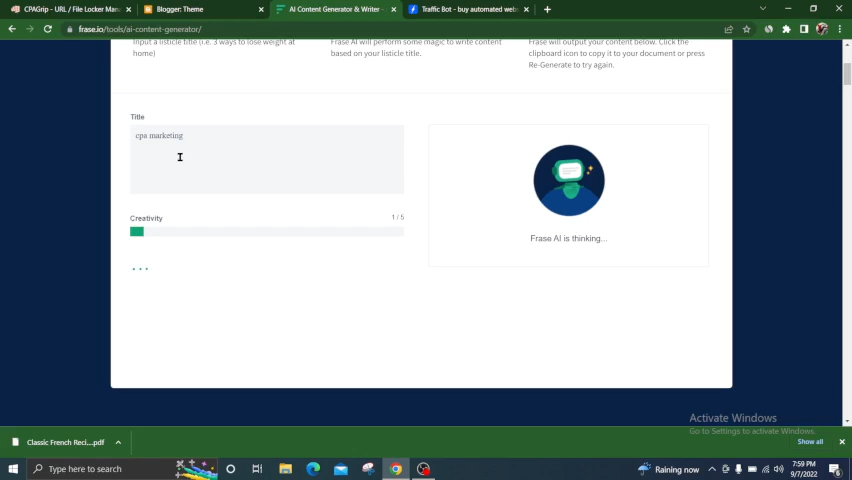 CPAGrip - URL / File Locker Man
Blogger: Theme
AI Content Generator & Writer -
Traffic Bot - buy automated webs
frase.io/tools/ai-content-generator/
Input a listicle title (i.e. 3 ways to lose weight at
home)
Frase AI will perform some magic to write content
based on your listicle title.
Frase will output your content below. Click the
clipboard icon to copy it to your document or press
Re-Generate to try again.
Title
cpa marketing
Creativity
1 / 5
Frase AI is thinking...
Activate Windows
Go to Settings to activate Windows.
Classic French Reci....pdf
Show all
Type here to search
Raining now
7:59 PM
9/7/2022
6